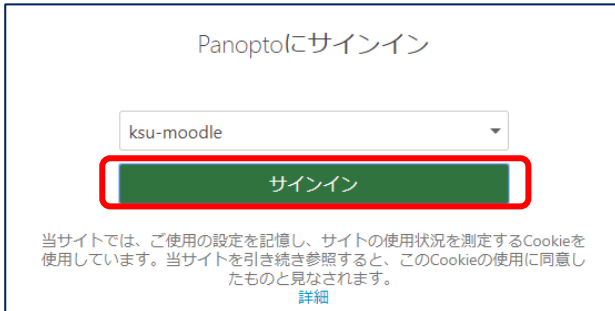 Panoptoにサインイン
ksu-moodle
サインイン
当サイトでは、ご使用の設定を記憶し、サイトの使用状況を測定するCookieを
使用しています。当サイトを引き続き参照すると、このCookieの使用に同意し
たものと見なされます。
詳細